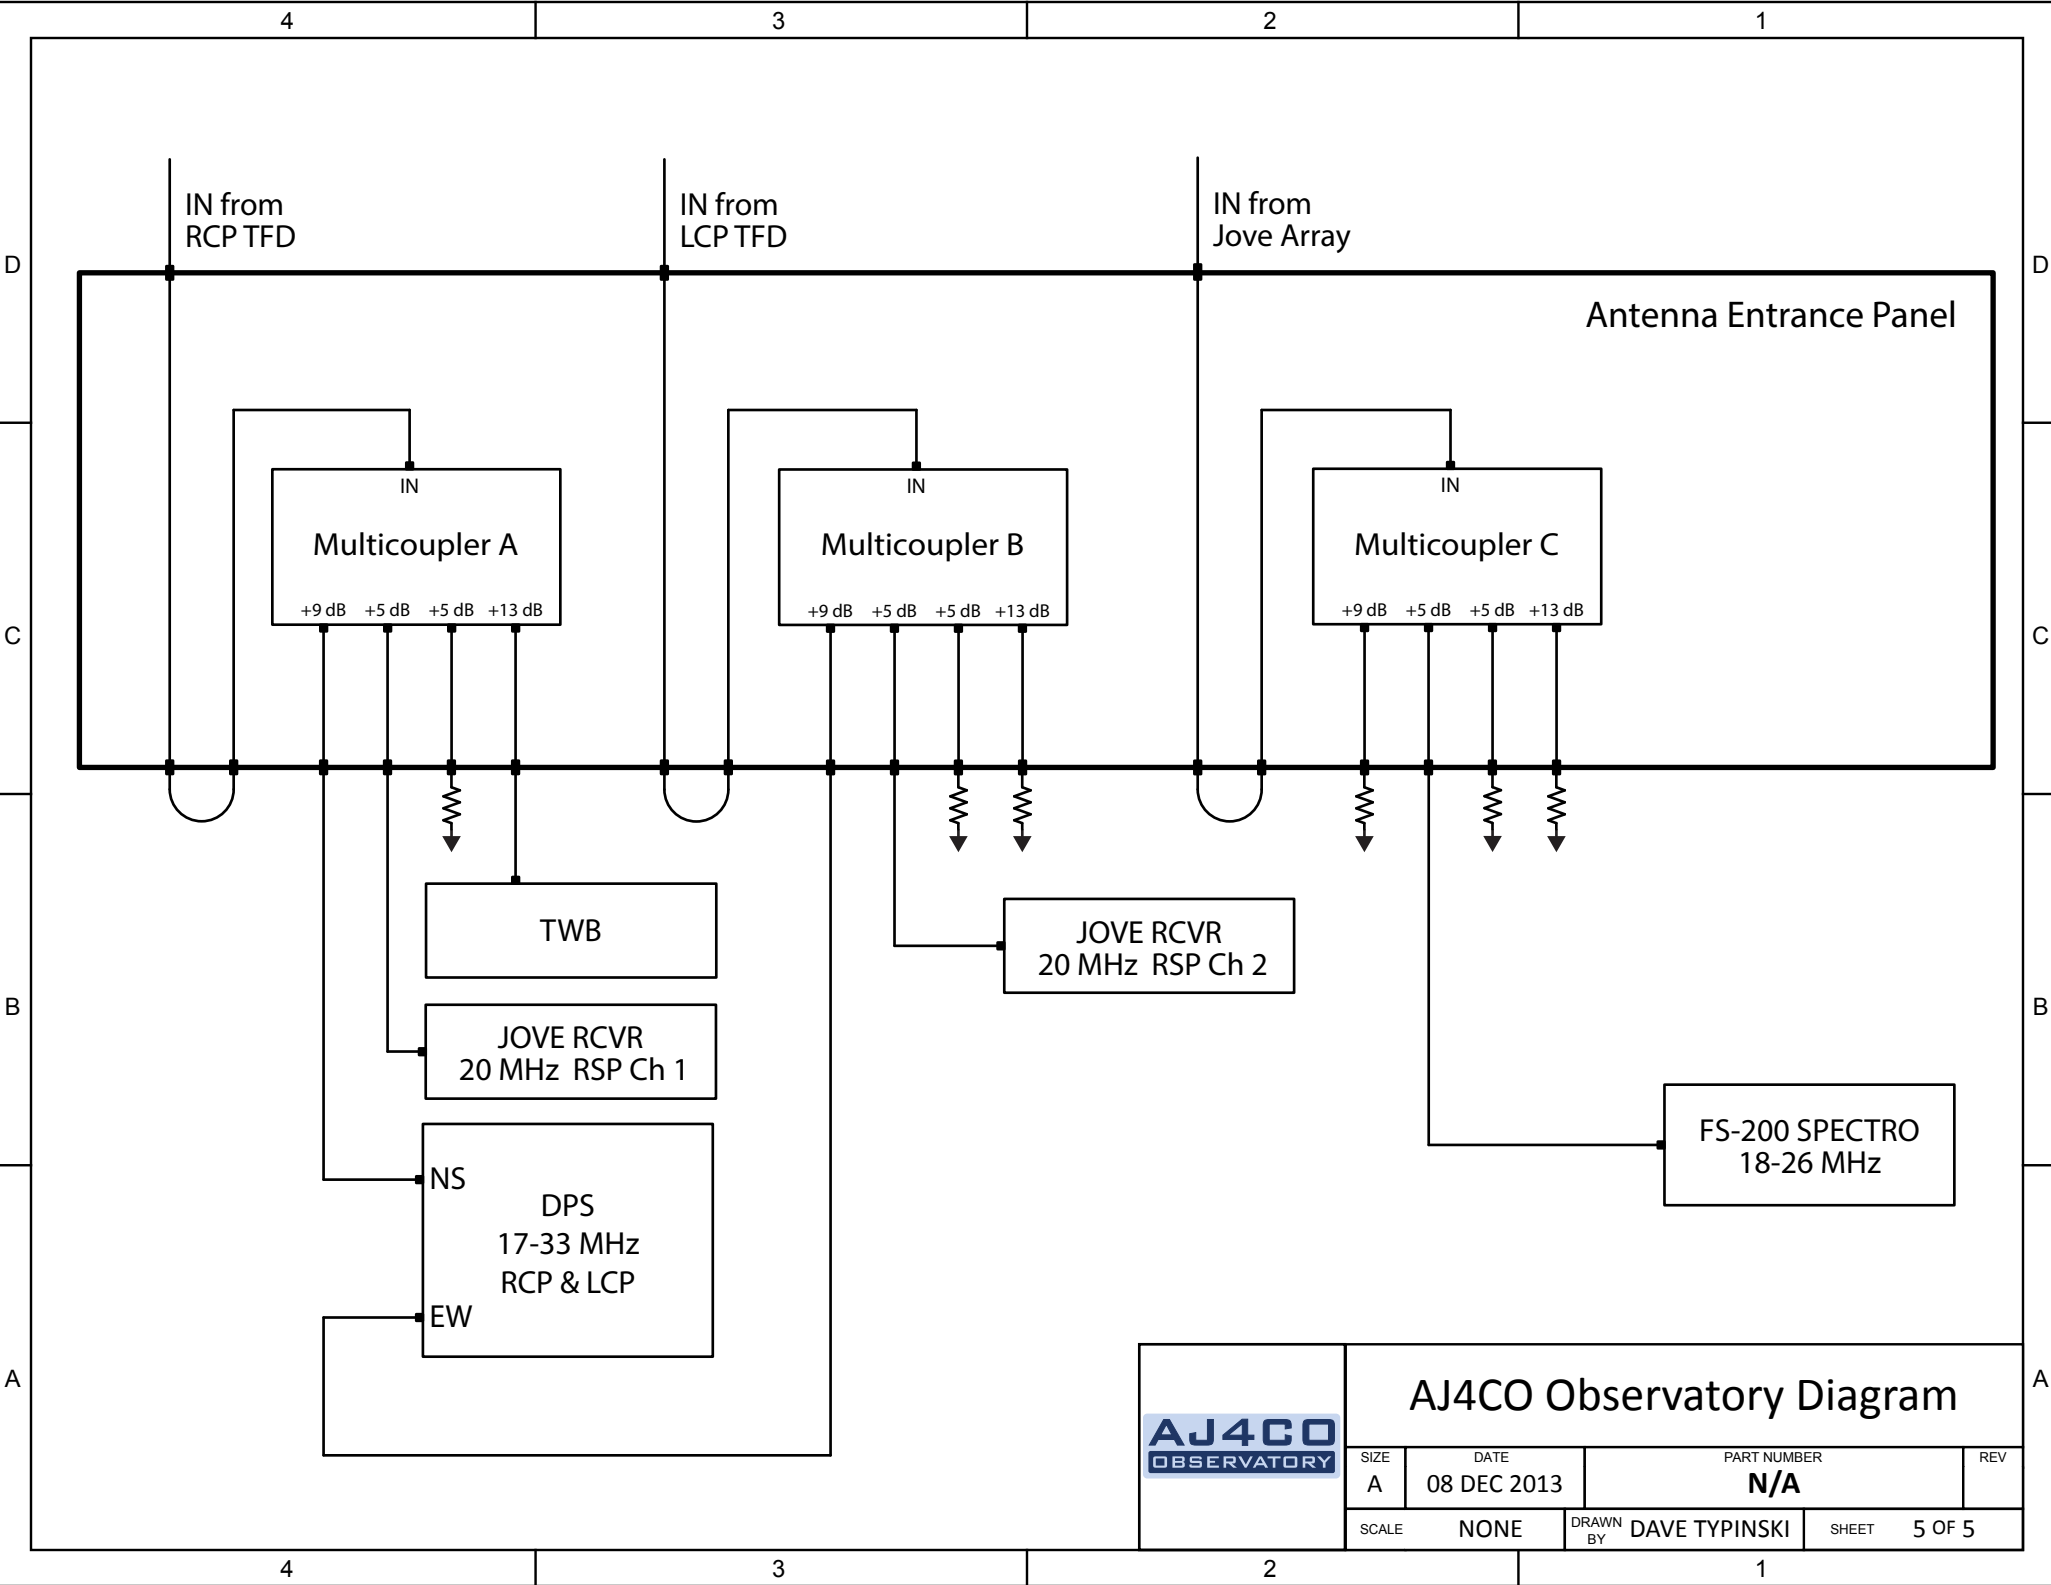 4 3 2 1
IN from
RCP TFD
IN from
LCP TFD
IN from
Jove Array
D D
Antenna Entrance Panel
IN
Multicoupler A
+9 dB +5 dB +5 dB +13 dB
IN
Multicoupler B
+9 dB +5 dB +5 dB +13 dB
IN
Multicoupler C
+9 dB +5 dB +5 dB +13 dB
C C
TWB
JOVE RCVR
20 MHz RSP Ch 2
B B
JOVE RCVR
20 MHz RSP Ch 1
FS-200 SPECTRO
18-26 MHz
NS
DPS
17-33 MHz
RCP & LCP
EW
A A
AJ4CO
OBSERVATORY
AJ4CO Observatory Diagram
SIZE
A
DATE
08 DEC 2013
PART NUMBER
N/A
REV
SCALE NONE
DRAWN
BY
DAVE TYPINSKI
SHEET 5 OF 5
4 3 2 1